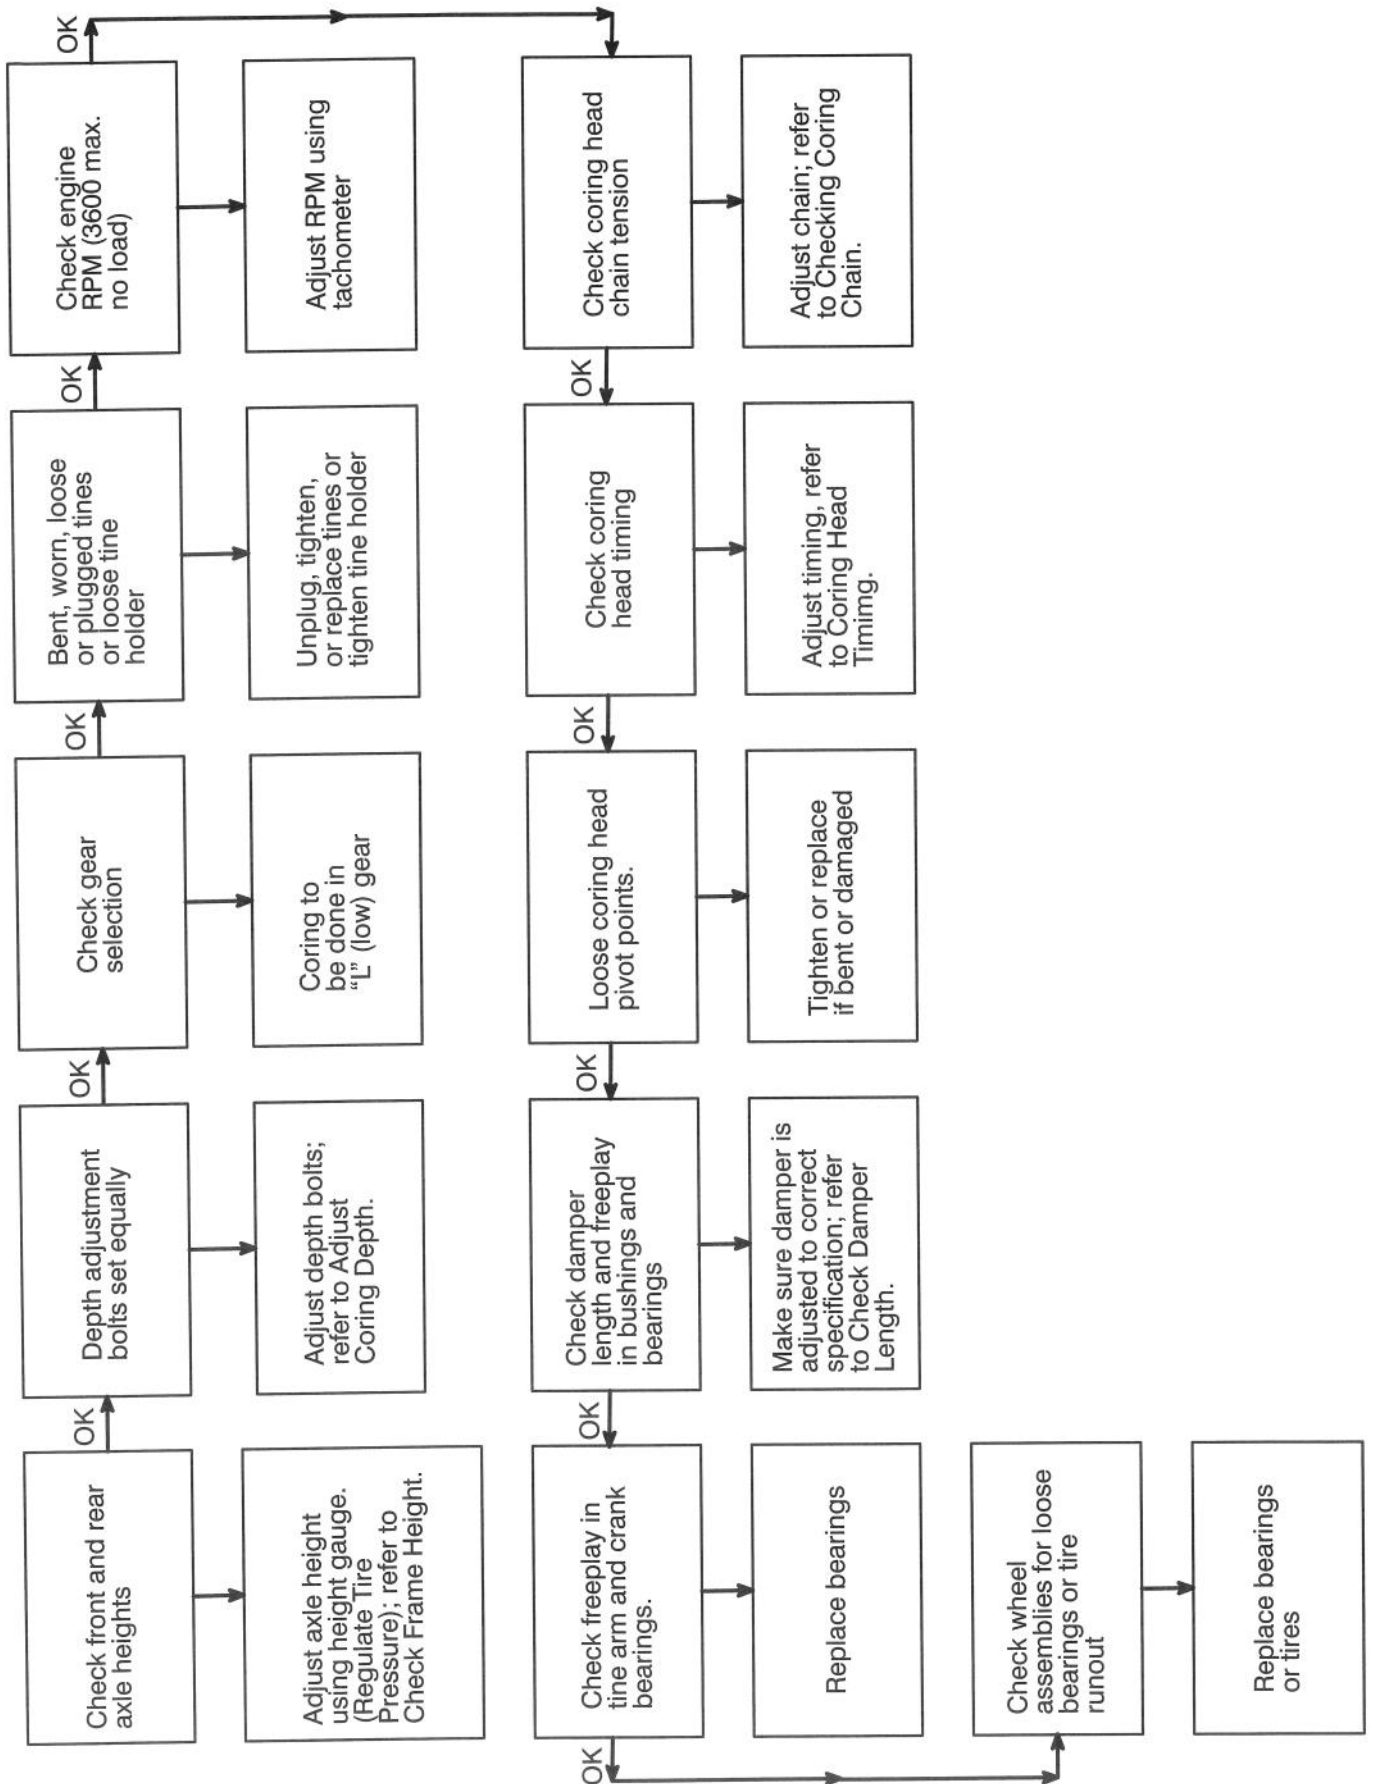 Check front and rear
axle heights
OK
Adjust axle height
using height gauge.
(Regulate Tire
Pressure); refer to
Check Frame Height.
Depth adjustment
bolts set equally
OK
Adjust depth bolts;
refer to Adjust
Coring Depth.
Check gear
selection
OK
Coring to
be done in
“L” (low) gear
Bent, worn, loose
or plugged tines
or loose tine
holder
OK
Unplug, tighten,
or replace tines or
tighten tine holder
Check engine
RPM (3600 max.
no load)
OK
Adjust RPM using
tachometer
Check coring head
chain tension
OK
Adjust chain; refer
to Checking Coring
Chain.
Check coring
head timing
OK
Adjust timing, refer
to Coring Head
Timimg.
Loose coring head
pivot points.
OK
Tighten or replace
if bent or damaged
Check damper
length and freeplay
in bushings and
bearings
OK
Make sure damper is
adjusted to correct
specification; refer
to Check Damper
Length.
Check freeplay in
tine arm and crank
bearings.
OK
Replace bearings
Check wheel
assemblies for loose
bearings or tire
runout
Replace bearings
or tires